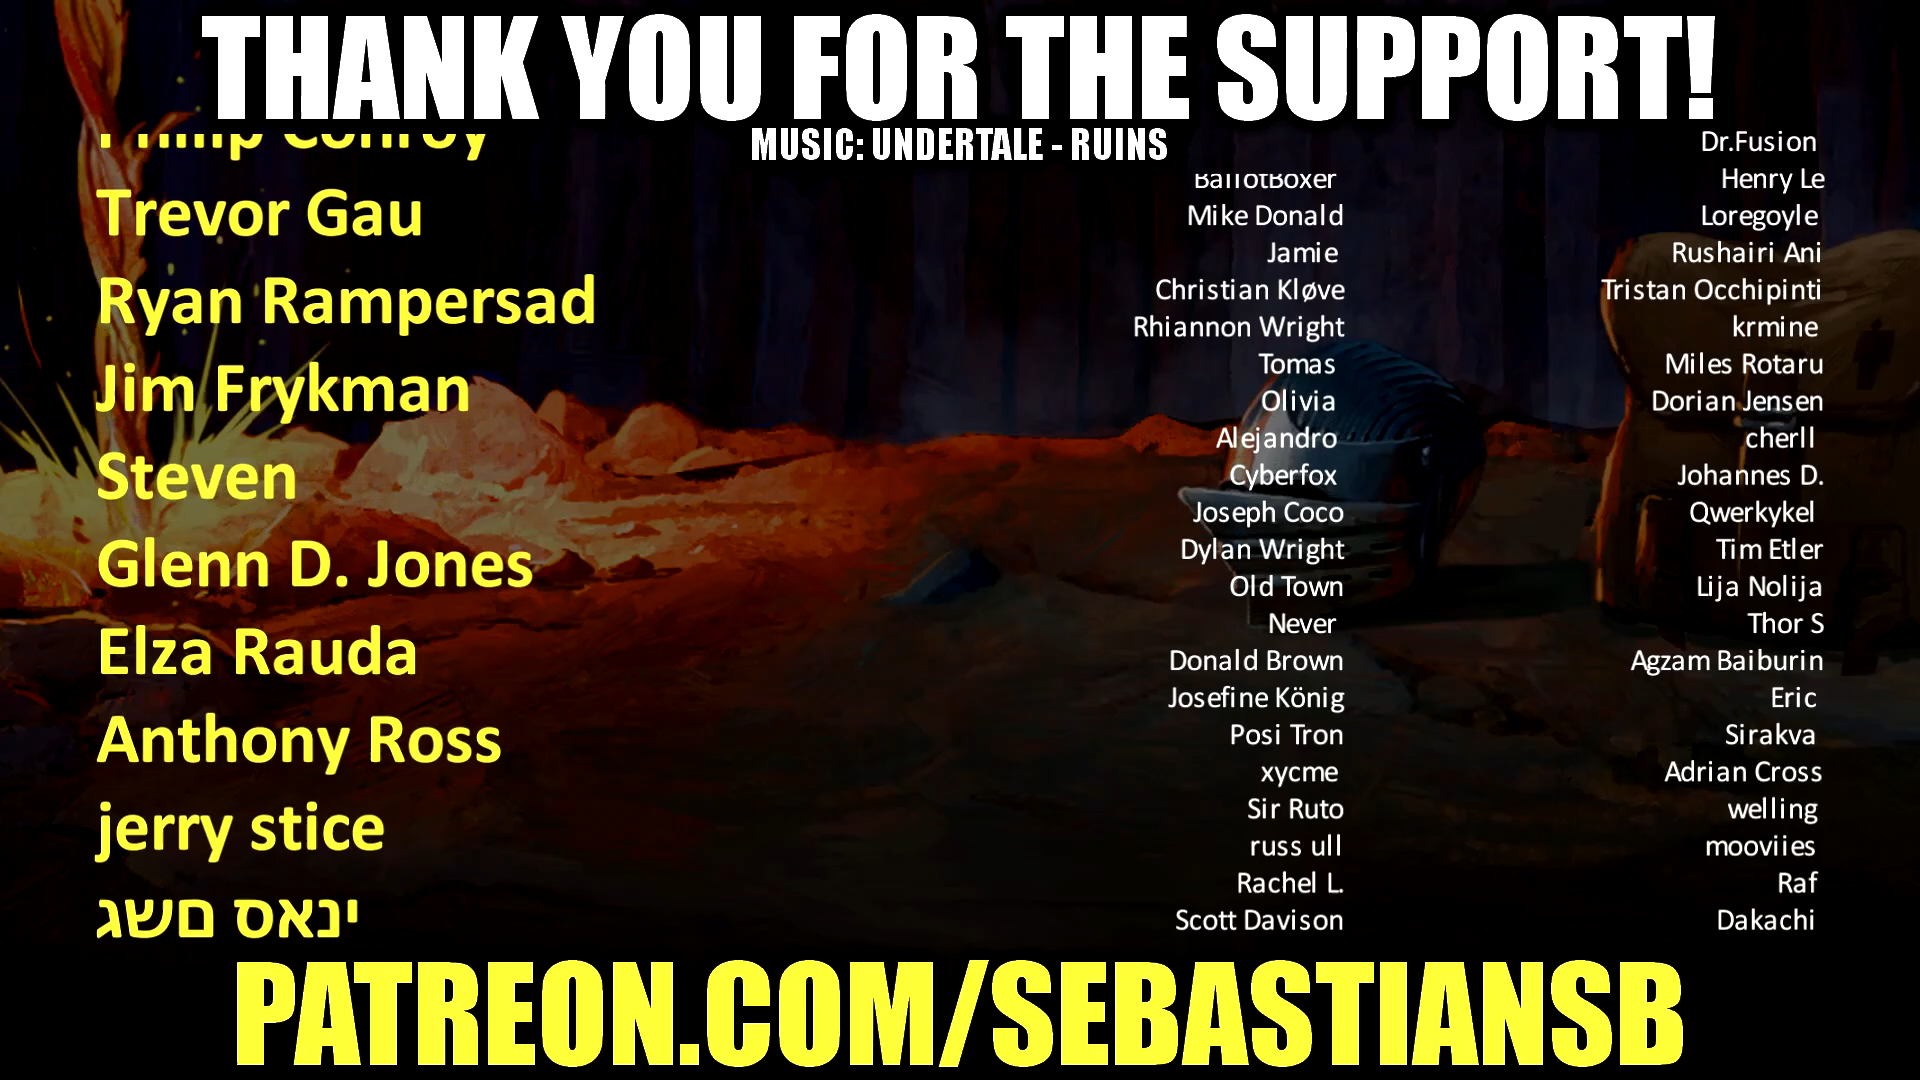 THANK YOU FOR THE SUPPORT!
MUSIC: UNDERTALE - RUINS
Trevor Gau
Ryan Rampersad
Jim Frykman
Steven
Glenn D. Jones
Elza Rauda
Anthony Ross
jerry stice
גשם סאני
BallotBoxer
Mike Donald
Jamie
Christian Kløve
Rhiannon Wright
Tomas
Olivia
Alejandro
Cyberfox
Joseph Coco
Dylan Wright
Old Town
Never
Donald Brown
Josefine König
Posi Tron
xycme
Sir Ruto
russ ull
Rachel L.
Scott Davison
Dr.Fusion
Henry Le
Loregoyle
Rushairi Ani
Tristan Occhipinti
krmine
Miles Rotaru
Dorian Jensen
cherll
Johannes D.
Qwerkykel
Tim Etler
Lija Nolija
Thor S
Agzam Baiburin
Eric
Sirakva
Adrian Cross
welling
mooviies
Raf
Dakachi
PATREON.COM/SEBASTIANSB